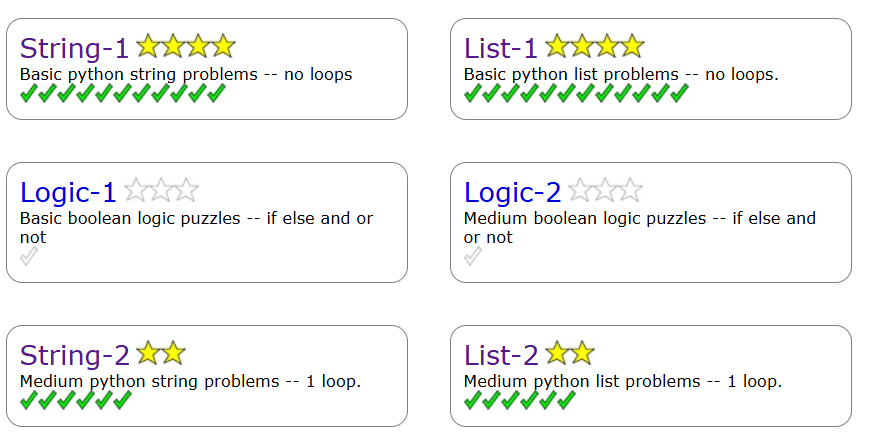 String-1
Basic python string problems -- no loops
List-1
Basic python list problems -- no loops.
Logic-1
Basic boolean logic puzzles -- if else and or
not
Logic-2
Medium boolean logic puzzles -- if else and
or not
String-2
Medium python string problems -- 1 loop.
List-2
Medium python list problems -- 1 loop.